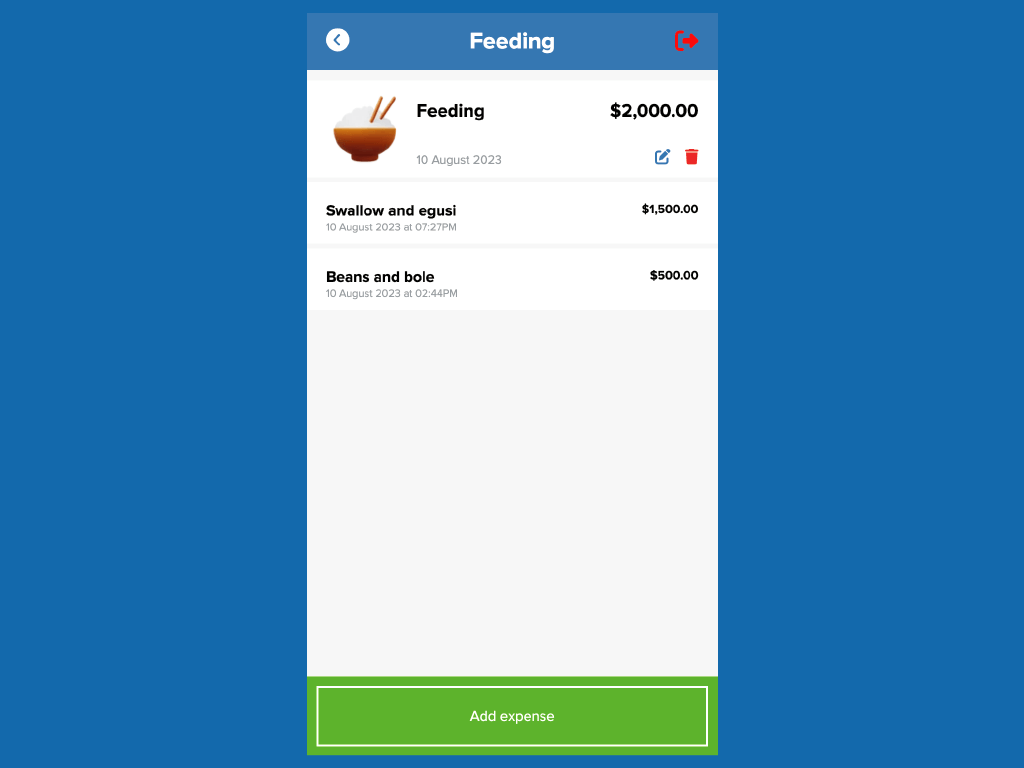 Feeding
Feeding $2,000.00
10 August 2023
Swallow and egusi $1,500.00
10 August 2023 at 07:27PM
Beans and bole $500.00
10 August 2023 at 02:44PM
Add expense